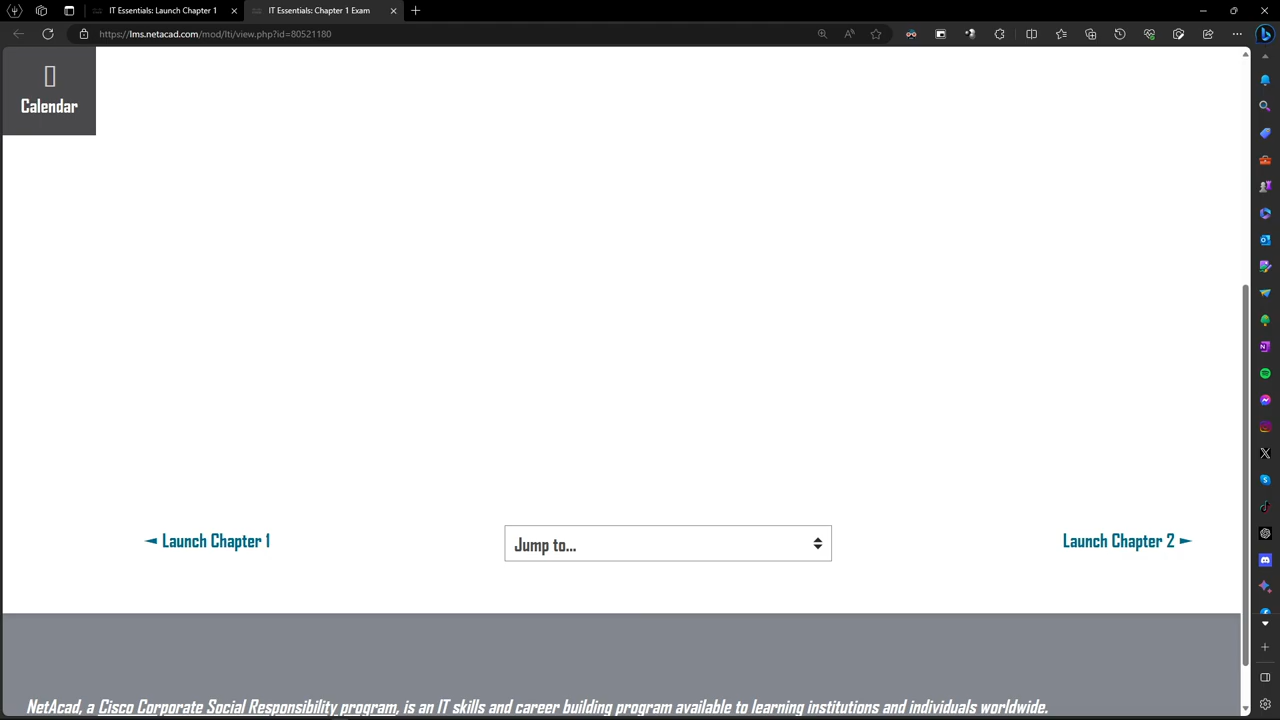 IT Essentials: Launch Chapter 1
IT Essentials: Chapter 1 Exam
https://lms.netacad.com/mod/lti/view.php?id=80521180
Calendar
◄ Launch Chapter 1
Jump to...
Launch Chapter 2 ►
NetAcad, a Cisco Corporate Social Responsibility program, is an IT skills and career building program available to learning institutions and individuals worldwide.